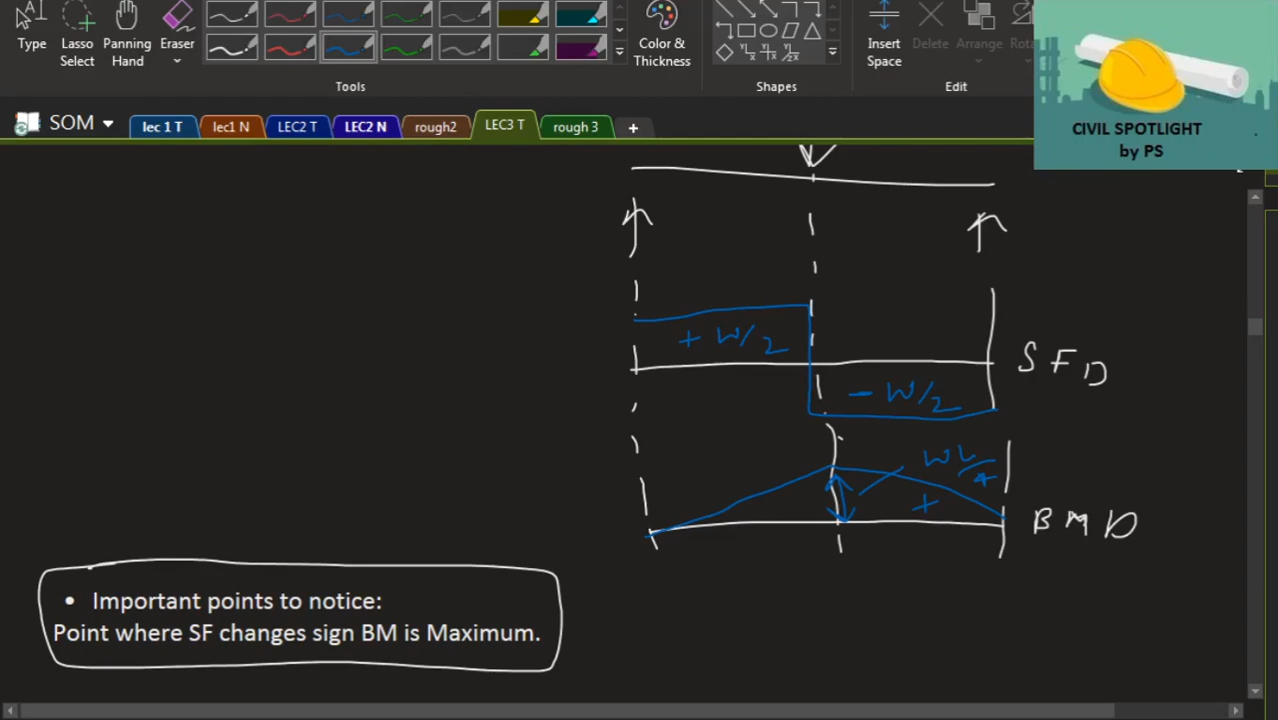 Type
Lasso Select
Panning Hand
Eraser
Color & Thickness
Insert Space
Delete
Arrange
Rota
Tools
Shapes
Edit
CIVIL SPOTLIGHT
by PS
SOM
lec 1 T
lec1 N
LEC2 T
LEC2 N
rough2
LEC3 T
rough 3
+ W/2
SFD
- W/2
WL/4
+
BMD
• Important points to notice:
Point where SF changes sign BM is Maximum.